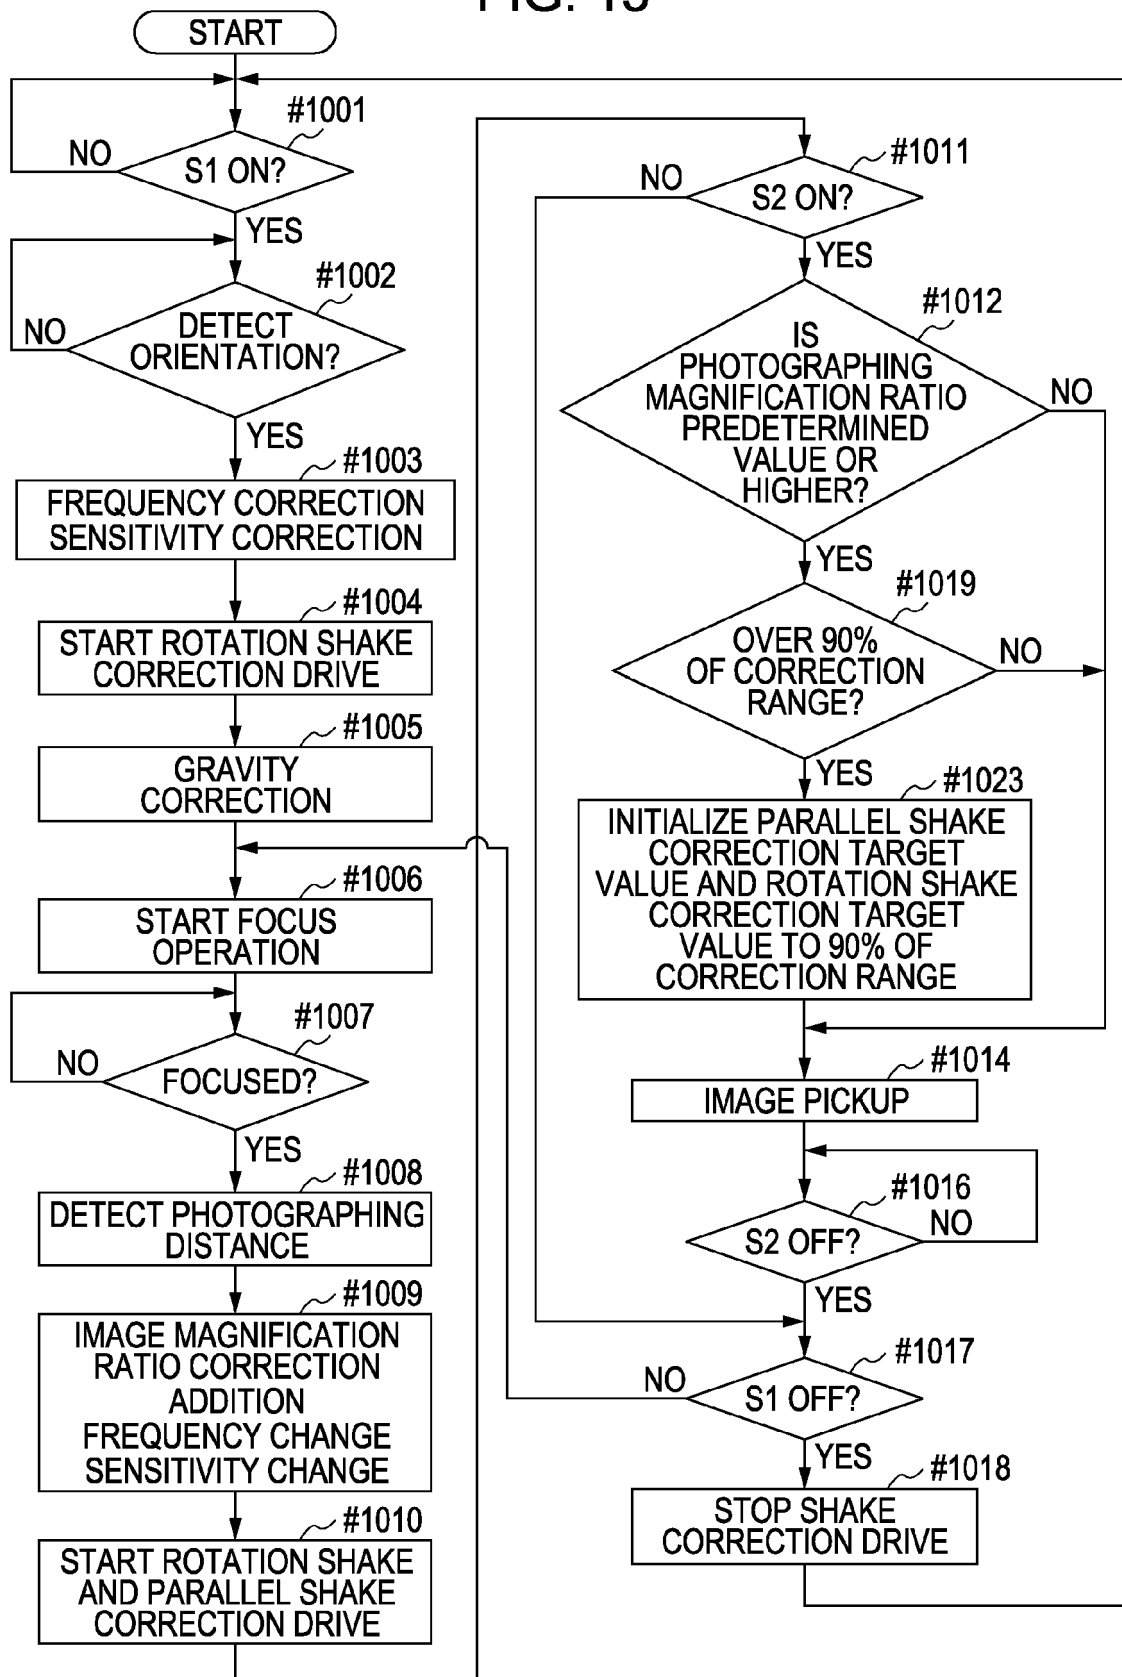 FIG. 13
START
#1001
S1 ON?
NO
YES
#1002
DETECT
ORIENTATION?
NO
YES
#1003
FREQUENCY CORRECTION
SENSITIVITY CORRECTION
#1004
START ROTATION SHAKE
CORRECTION DRIVE
#1005
GRAVITY
CORRECTION
#1006
START FOCUS
OPERATION
#1007
FOCUSED?
NO
YES
#1008
DETECT PHOTOGRAPHING
DISTANCE
#1009
IMAGE MAGNIFICATION
RATIO CORRECTION
ADDITION
FREQUENCY CHANGE
SENSITIVITY CHANGE
#1010
START ROTATION SHAKE
AND PARALLEL SHAKE
CORRECTION DRIVE
#1011
S2 ON?
NO
YES
#1012
IS
PHOTOGRAPHING
MAGNIFICATION RATIO
PREDETERMINED
VALUE OR
HIGHER?
NO
YES
#1019
OVER 90%
OF CORRECTION
RANGE?
NO
YES
#1023
INITIALIZE PARALLEL SHAKE
CORRECTION TARGET
VALUE AND ROTATION SHAKE
CORRECTION TARGET
VALUE TO 90% OF
CORRECTION RANGE
#1014
IMAGE PICKUP
#1016
S2 OFF?
NO
YES
#1017
S1 OFF?
NO
YES
#1018
STOP SHAKE
CORRECTION DRIVE